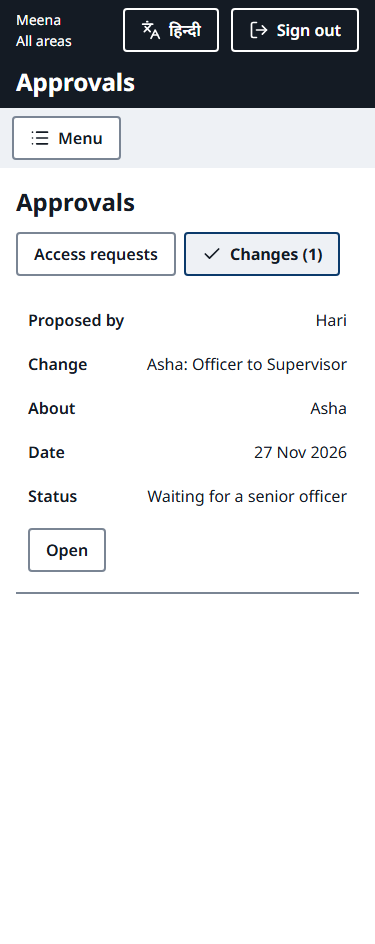 Meena
All areas
हिन्दी
Sign out
Approvals
Menu
Approvals
Access requests
Changes (1)
Proposed by Hari
Change Asha: Officer to Supervisor
About Asha
Date 27 Nov 2026
Status Waiting for a senior officer
Open